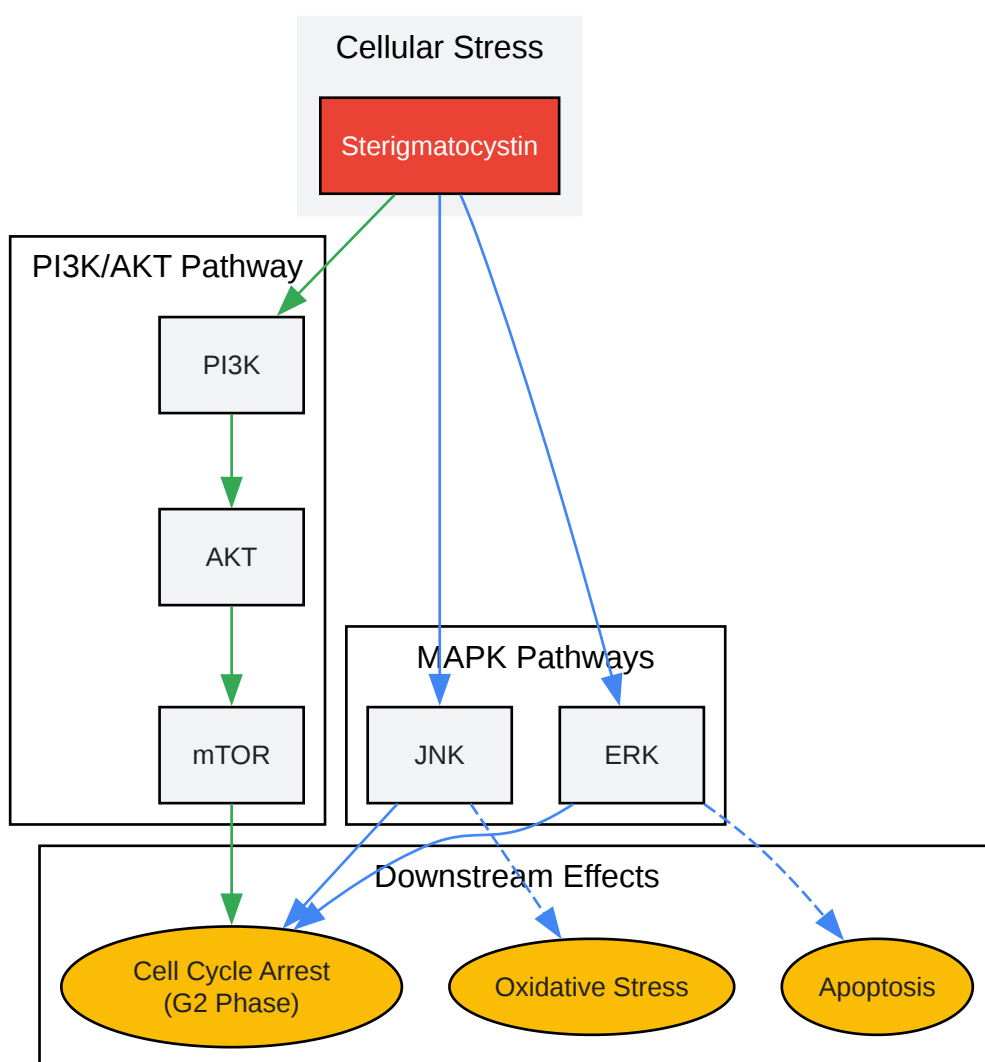 Cellular Stress
Sterigmatocystin
PI3K/AKT Pathway
PI3K
AKT
mTOR
MAPK Pathways
JNK
ERK
Downstream Effects
Cell Cycle Arrest
(G2 Phase)
Oxidative Stress
Apoptosis